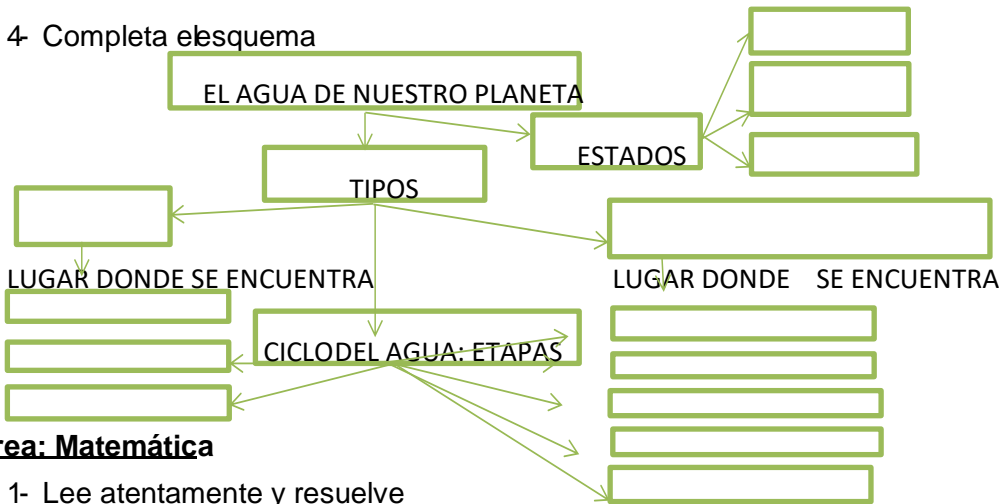 4- Completa elesquema
EL AGUA DE NUESTRO PLANETA
ESTADOS
TIPOS
LUGAR DONDE SE ENCUENTRA
LUGAR DONDE SE ENCUENTRA
CICLODEL AGUA: ETAPAS
rea: Matemática
1- Lee atentamente y resuelve